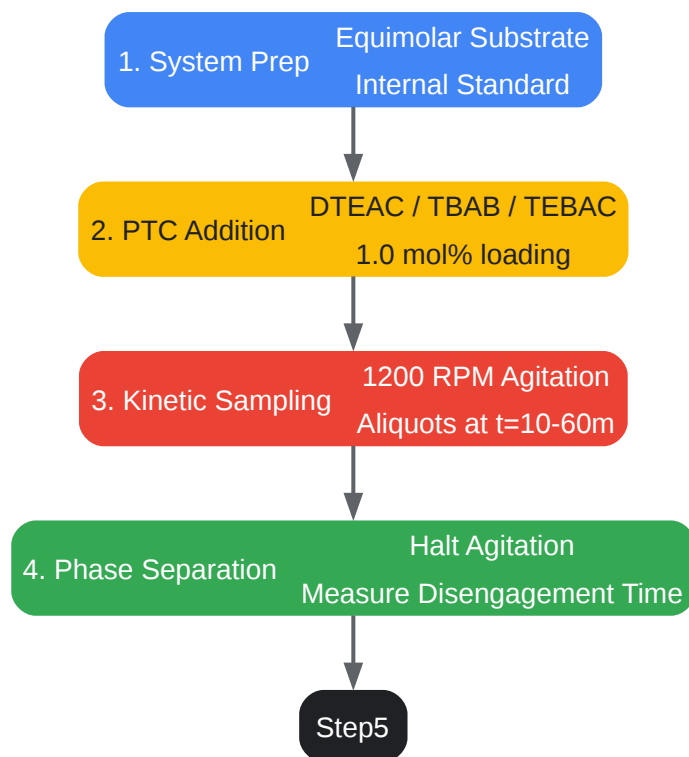 1. System Prep
Equimolar Substrate
Internal Standard
2. PTC Addition
DTEAC / TBAB / TEBAC
1.0 mol% loading
3. Kinetic Sampling
1200 RPM Agitation
Aliquots at t=10-60m
4. Phase Separation
Halt Agitation
Measure Disengagement Time
Step5